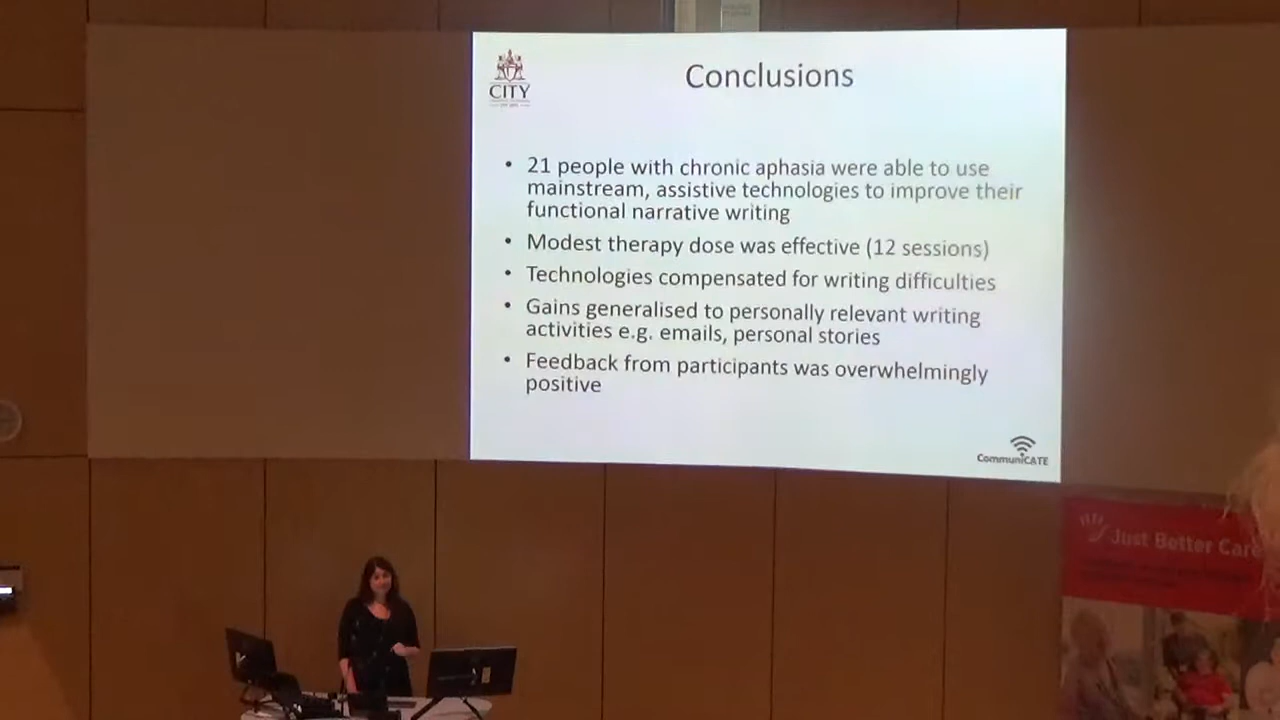 Conclusions
CITY
• 21 people with chronic aphasia were able to use
mainstream, assistive technologies to improve their
functional narrative writing
• Modest therapy dose was effective (12 sessions)
• Technologies compensated for writing difficulties
• Gains generalised to personally relevant writing
activities e.g. emails, personal stories
• Feedback from participants was overwhelmingly
positive
CommuniCATE
Just Better Care